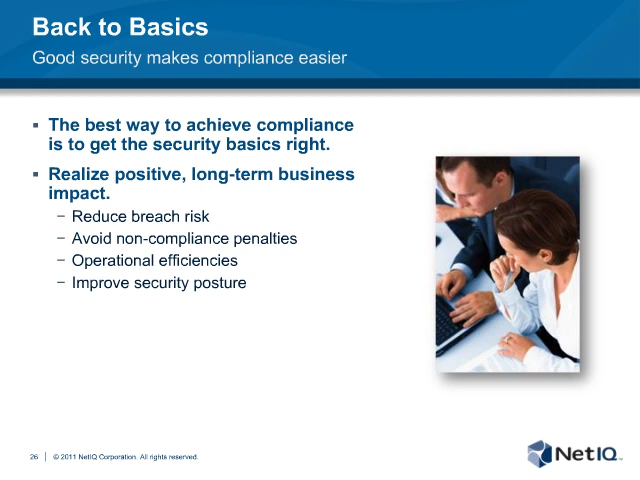 Back to Basics
Good security makes compliance easier
▪ The best way to achieve compliance
is to get the security basics right.
▪ Realize positive, long-term business
impact.
− Reduce breach risk
− Avoid non-compliance penalties
− Operational efficiencies
− Improve security posture
26 | © 2011 NetIQ Corporation. All rights reserved.
NetIQ™